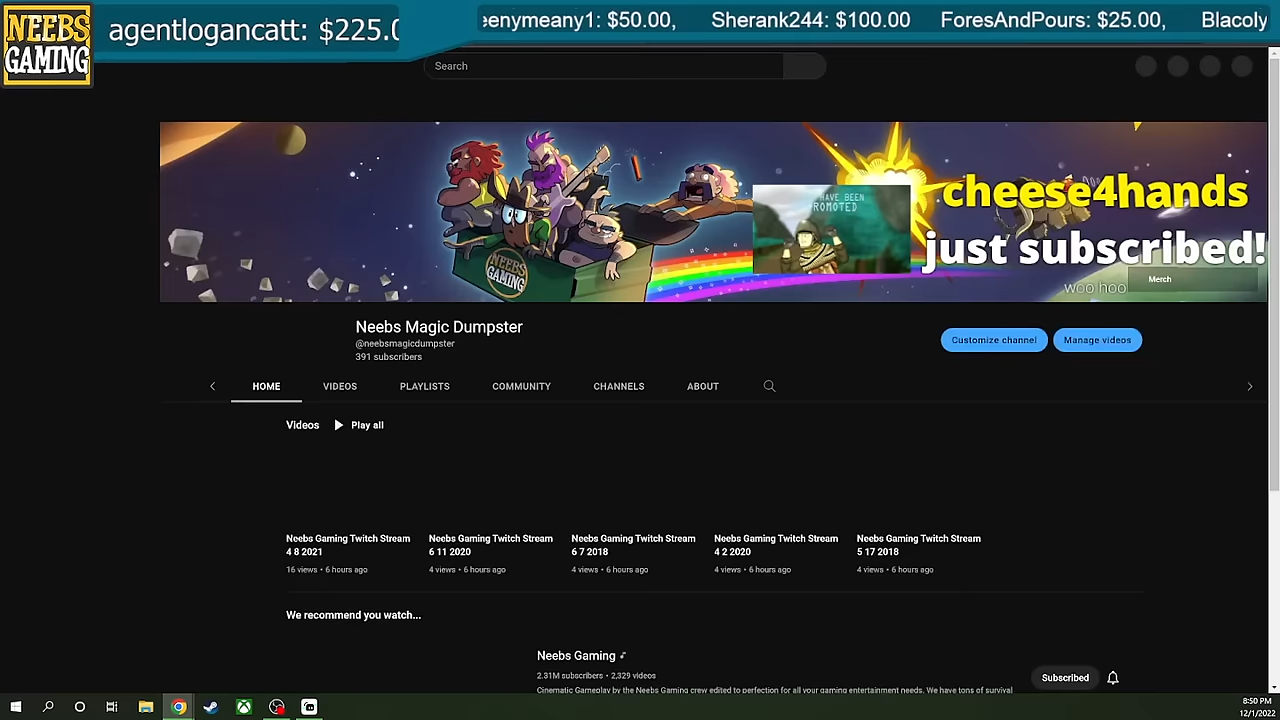 NEEBS
GAMING
agentlogancatt: $225.0
eenymeany1: $50.00, Sherank244: $100.00 ForesAndPours: $25.00, Blacoly
Search
HAVE BEEN
ROMOTED
cheese4hands
just subscribed!
NEEBS
GAMING
Merch
woo hoo
Neebs Magic Dumpster
@neebsmagicdumpster
391 subscribers
Customize channel
Manage videos
HOME VIDEOS PLAYLISTS COMMUNITY CHANNELS ABOUT
Videos Play all
Neebs Gaming Twitch Stream
4 8 2021
16 views • 6 hours ago
Neebs Gaming Twitch Stream
6 11 2020
4 views • 6 hours ago
Neebs Gaming Twitch Stream
6 7 2018
4 views • 6 hours ago
Neebs Gaming Twitch Stream
4 2 2020
4 views • 6 hours ago
Neebs Gaming Twitch Stream
5 17 2018
4 views • 6 hours ago
We recommend you watch...
Neebs Gaming
2.31M subscribers • 2,329 videos
Cinematic Gameplay by the Neebs Gaming crew edited to perfection for all your gaming entertainment needs. We have tons of survival
Subscribed
8:50 PM
12/1/2022